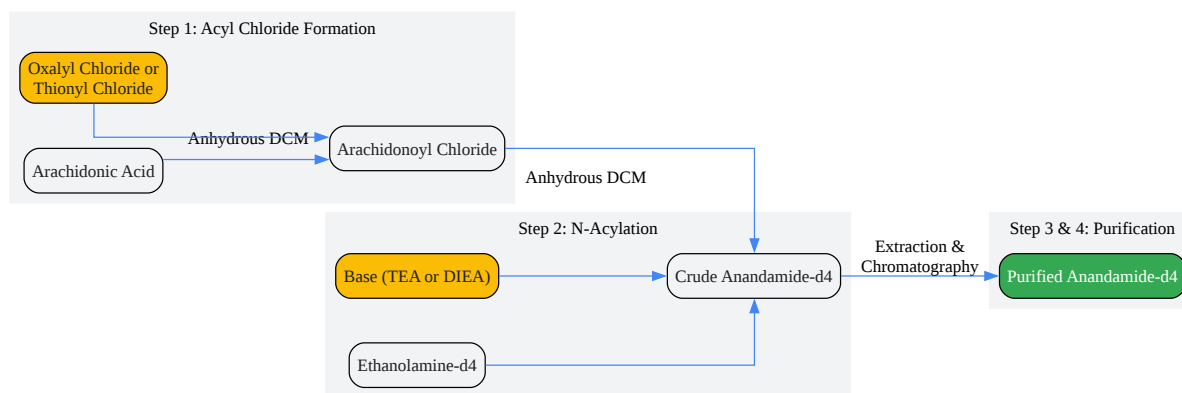 Step 1: Acyl Chloride Formation
Oxalyl Chloride or
Thionyl Chloride
Anhydrous DCM
Arachidonic Acid
Arachidonoyl Chloride
Anhydrous DCM
Step 2: N-Acylation
Base (TEA or DIEA)
Ethanolamine-d4
Crude Anandamide-d4
Extraction &
Chromatography
Step 3 & 4: Purification
Purified Anandamide-d4